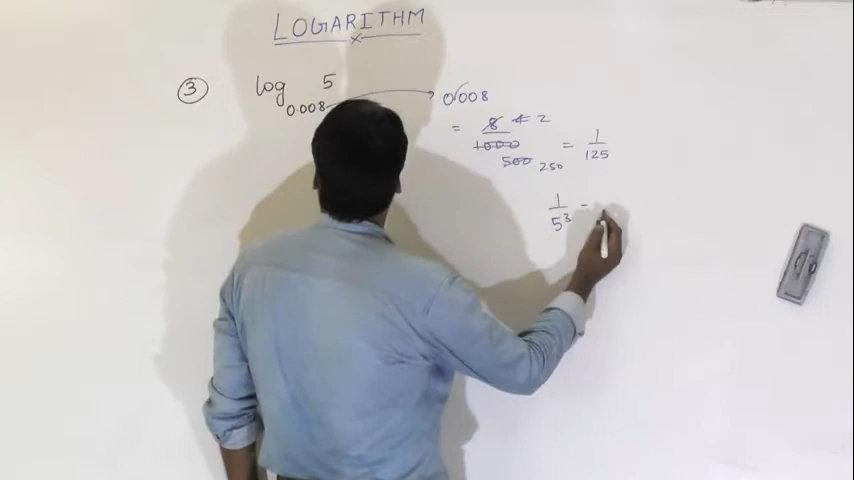 LOGARITHM
x
3 log 0.008 5
0.008
= 8 4 2
1000 = 1/125
500 250
1/5³ -